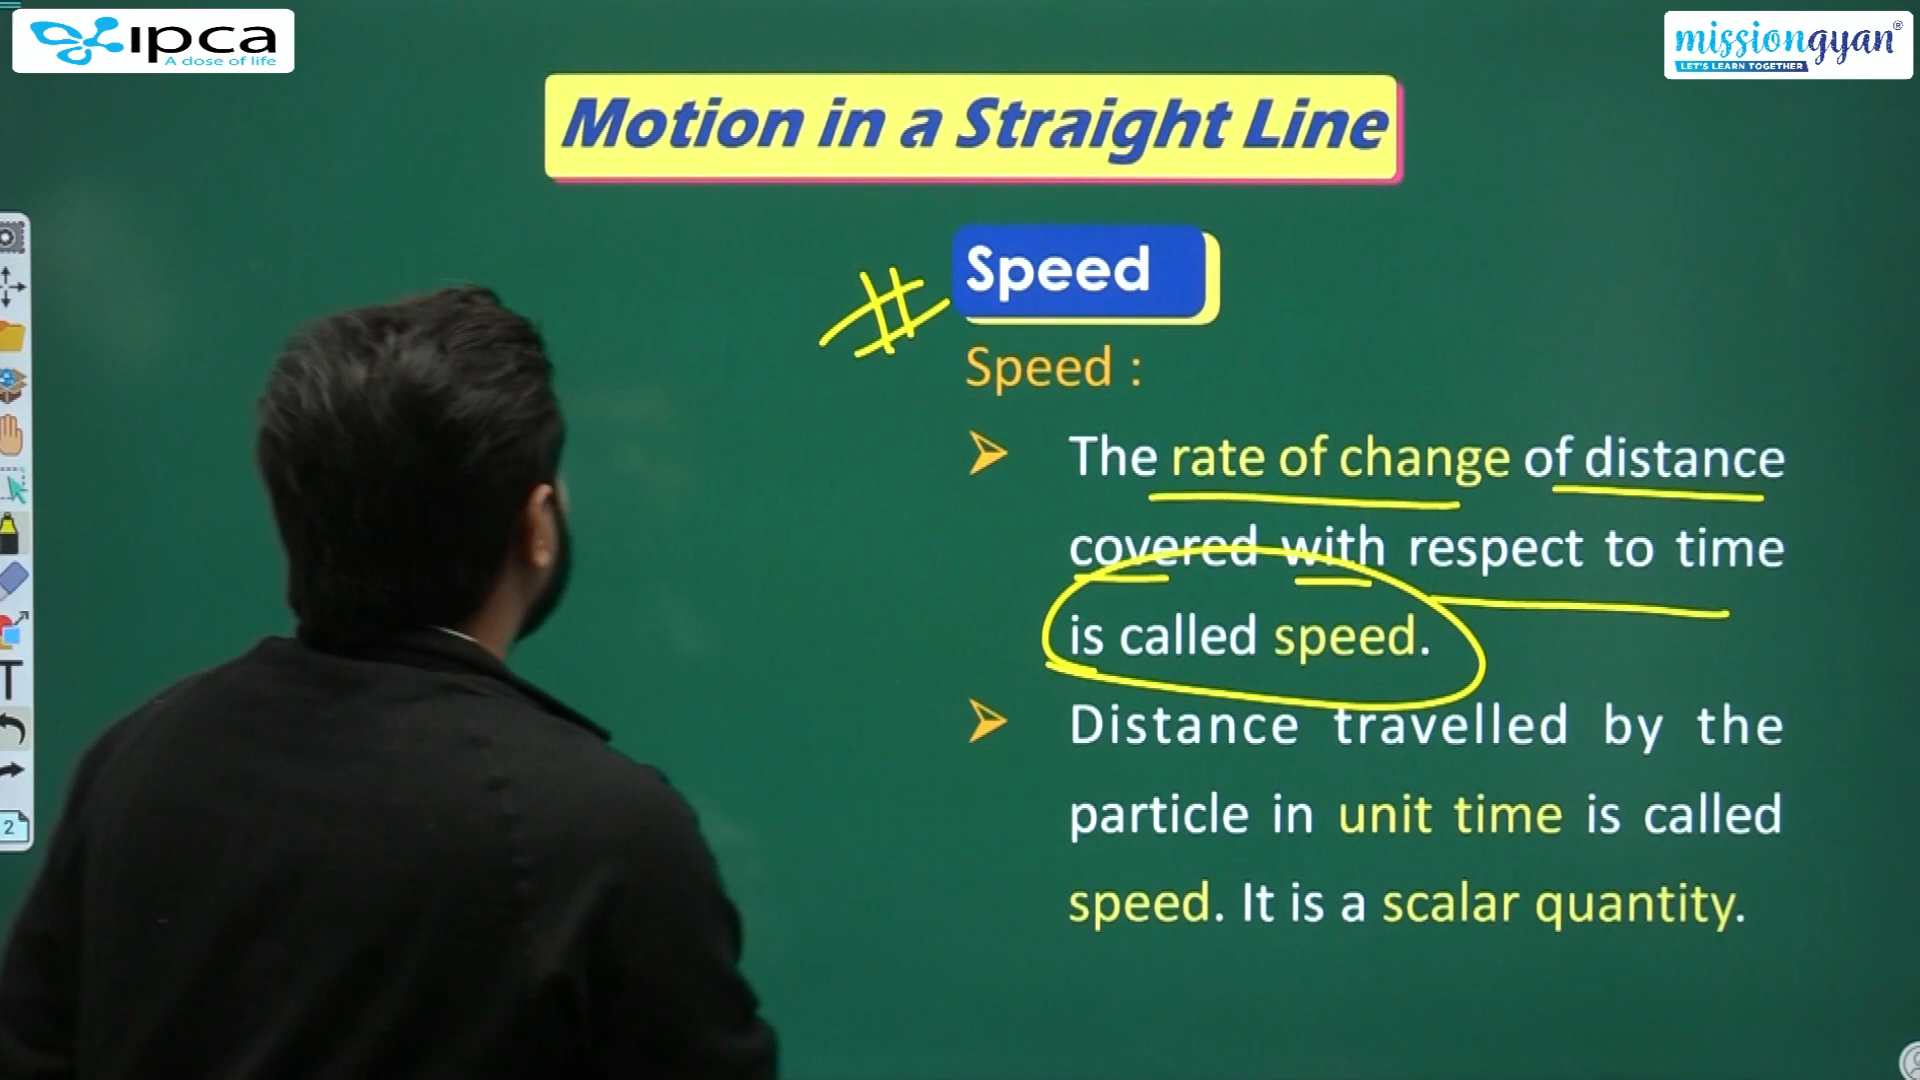 ipca
A dose of life
missiongyan®
LET'S LEARN TOGETHER
Motion in a Straight Line
# Speed
Speed :
➤ The rate of change of distance
covered with respect to time
is called speed.
➤ Distance travelled by the
particle in unit time is called
speed. It is a scalar quantity.
T
2